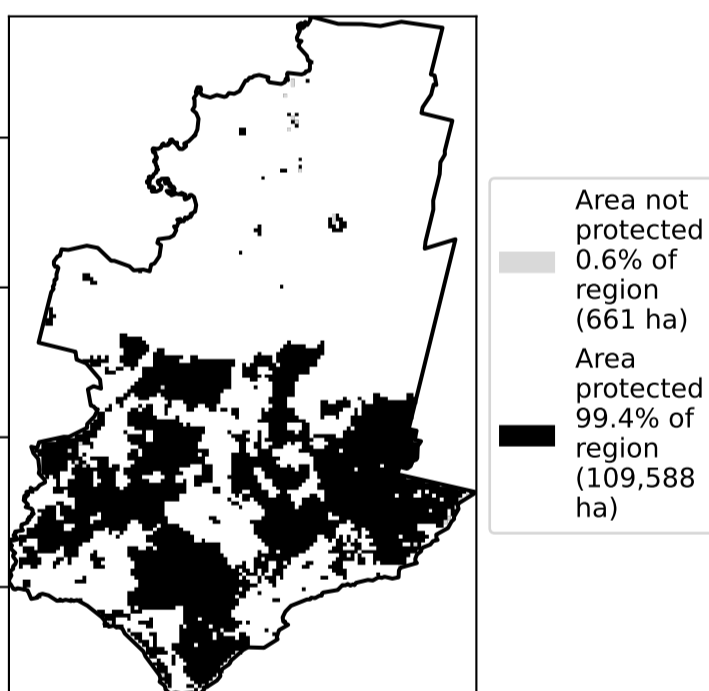 Area not
protected
0.6% of
region
(661 ha)
Area
protected
99.4% of
region
(109,588
ha)